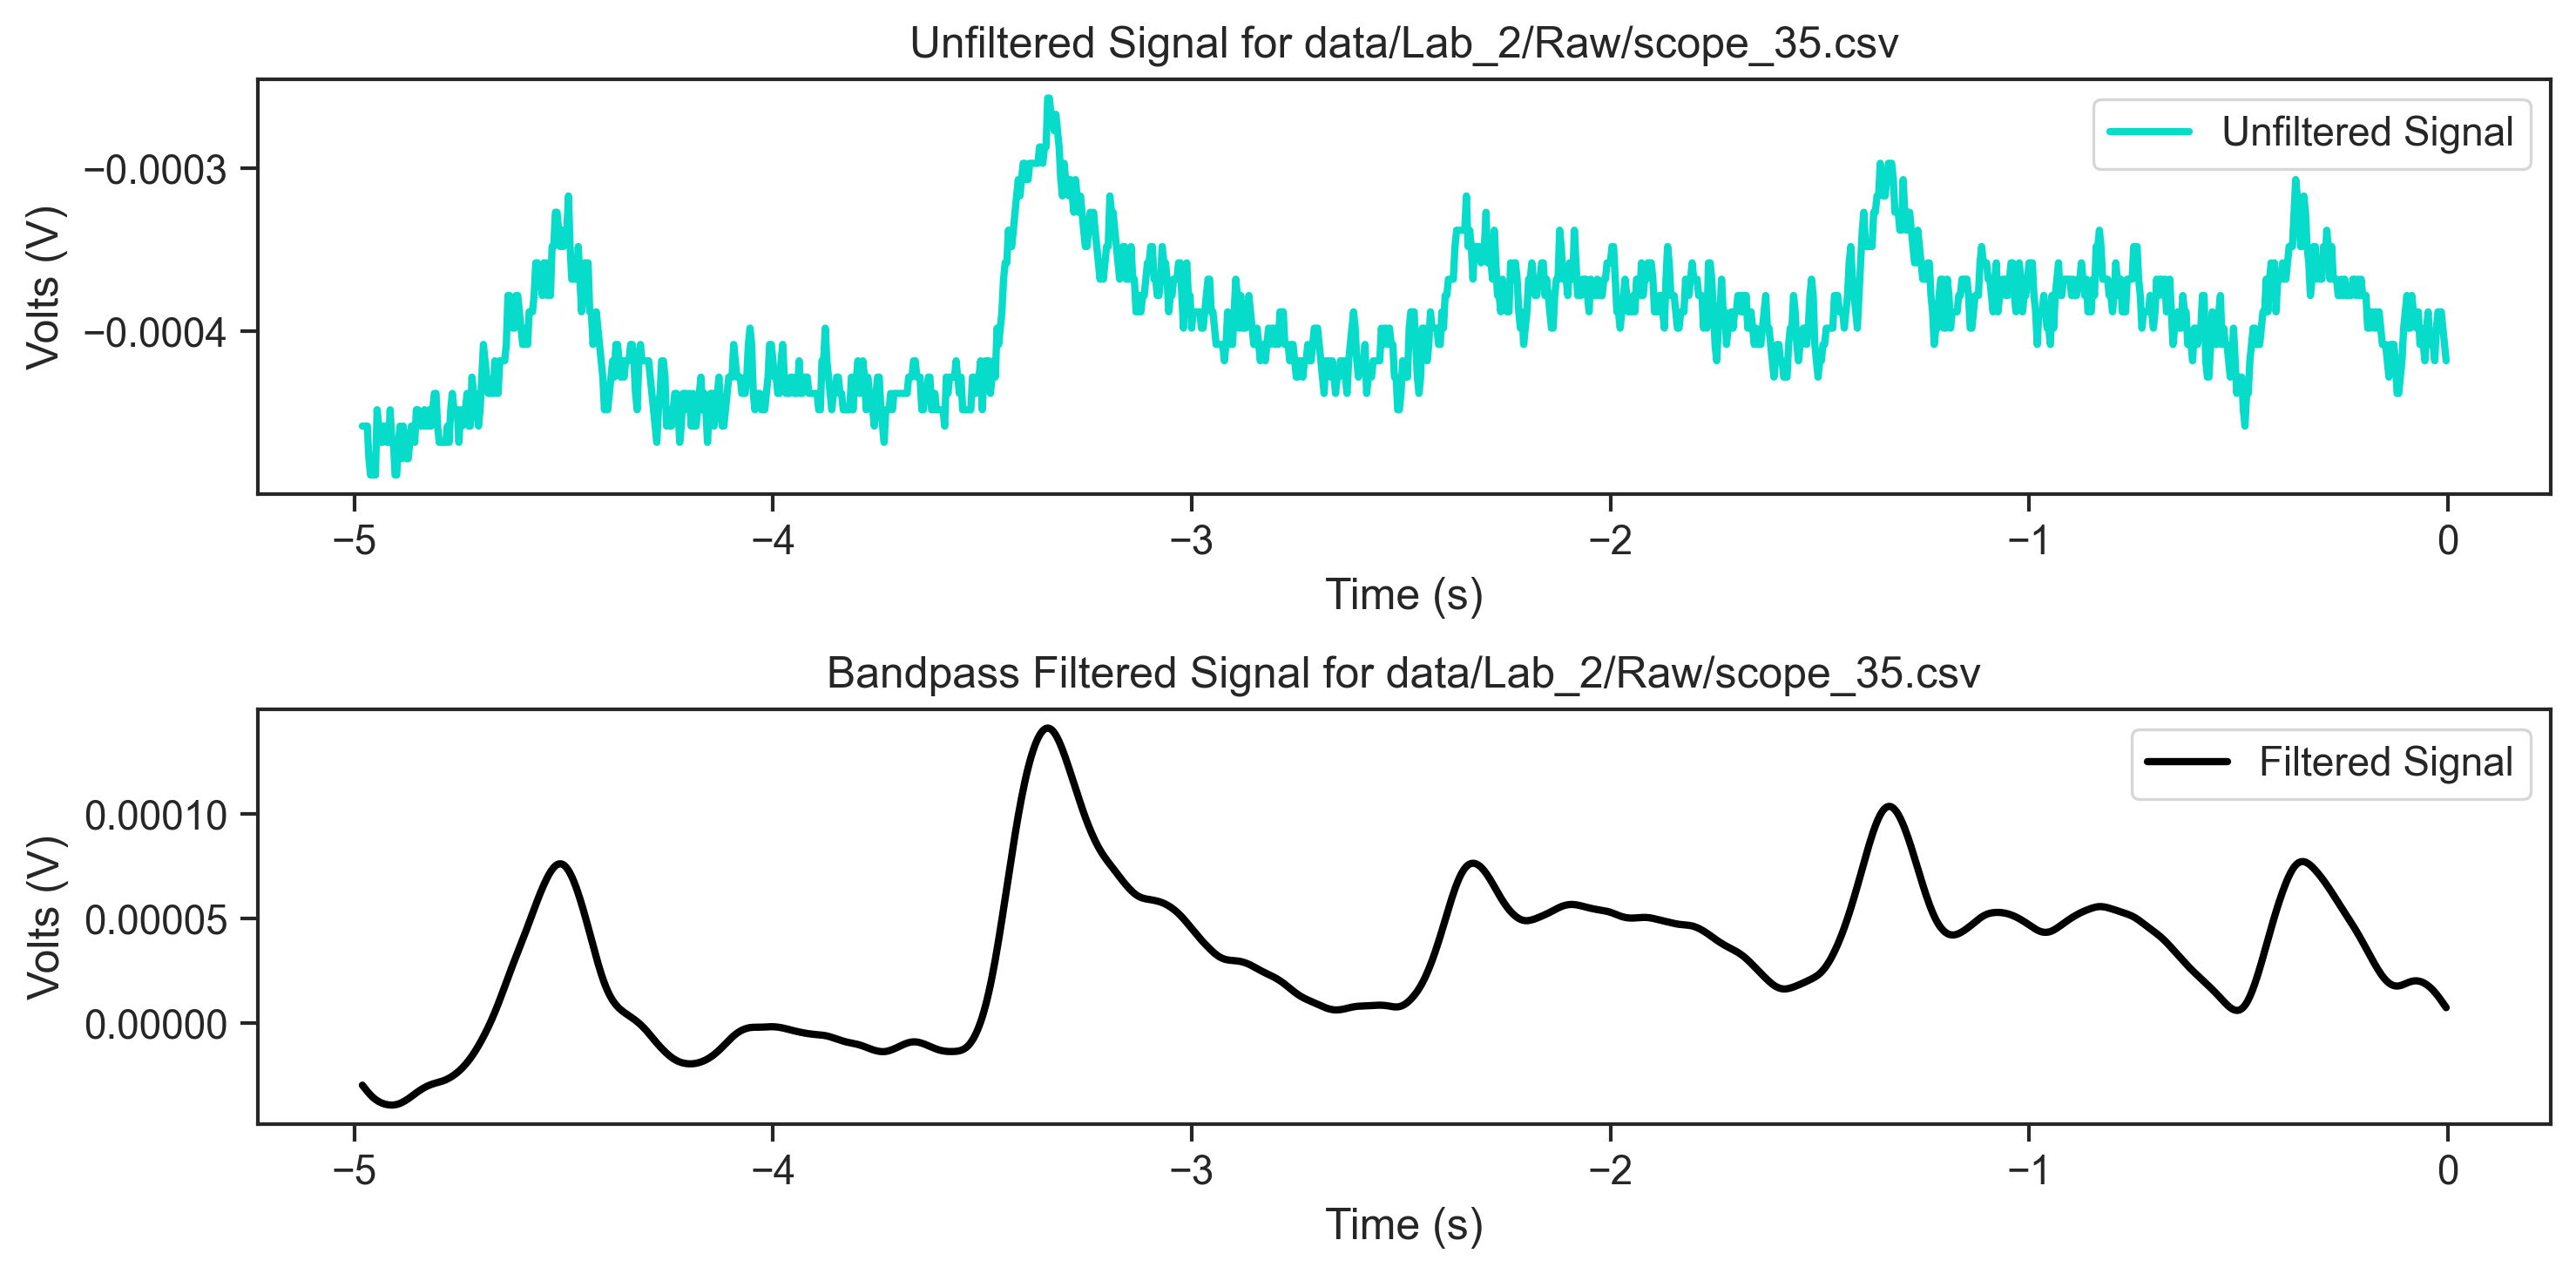 Unfiltered Signal for data/Lab_2/Raw/scope_35.csv
Unfiltered Signal
Volts (V)
−0.0003
−0.0004
−5 −4 −3 −2 −1 0
Time (s)
Bandpass Filtered Signal for data/Lab_2/Raw/scope_35.csv
Filtered Signal
Volts (V)
0.00010
0.00005
0.00000
−5 −4 −3 −2 −1 0
Time (s)